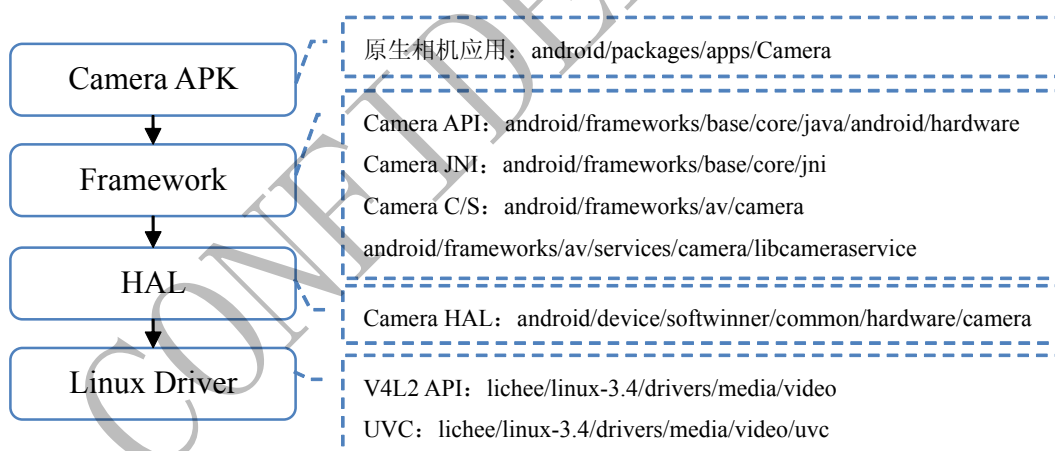 Camera APK
原生相机应用：android/packages/apps/Camera
Framework
Camera API：android/frameworks/base/core/java/android/hardware
Camera JNI：android/frameworks/base/core/jni
Camera C/S：android/frameworks/av/camera
android/frameworks/av/services/camera/libcameraservice
HAL
Camera HAL：android/device/softwinner/common/hardware/camera
Linux Driver
V4L2 API：lichee/linux-3.4/drivers/media/video
UVC：lichee/linux-3.4/drivers/media/video/uvc
CONFIDE